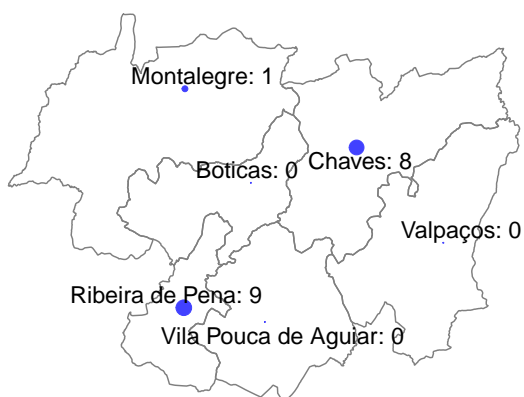 Montalegre: 1
Boticas: 0
Chaves: 8
Valpaços: 0
Ribeira de Pena: 9
Vila Pouca de Aguiar: 0